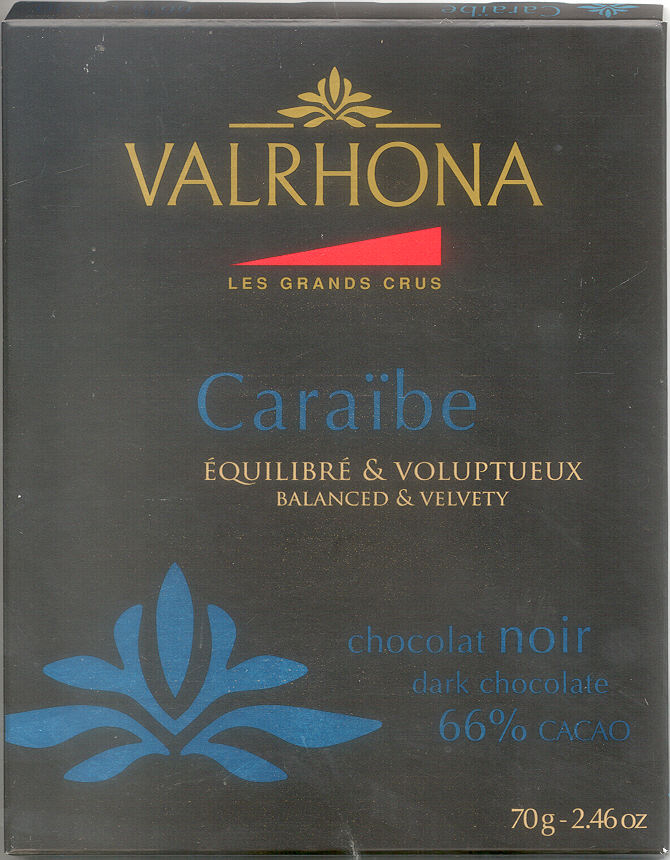 Caraïbe
VALRHONA
LES GRANDS CRUS
Caraïbe
ÉQUILIBRÉ & VOLUPTUEUX
BALANCED & VELVETY
chocolat noir
dark chocolate
66% CACAO
70g - 2.46 oz